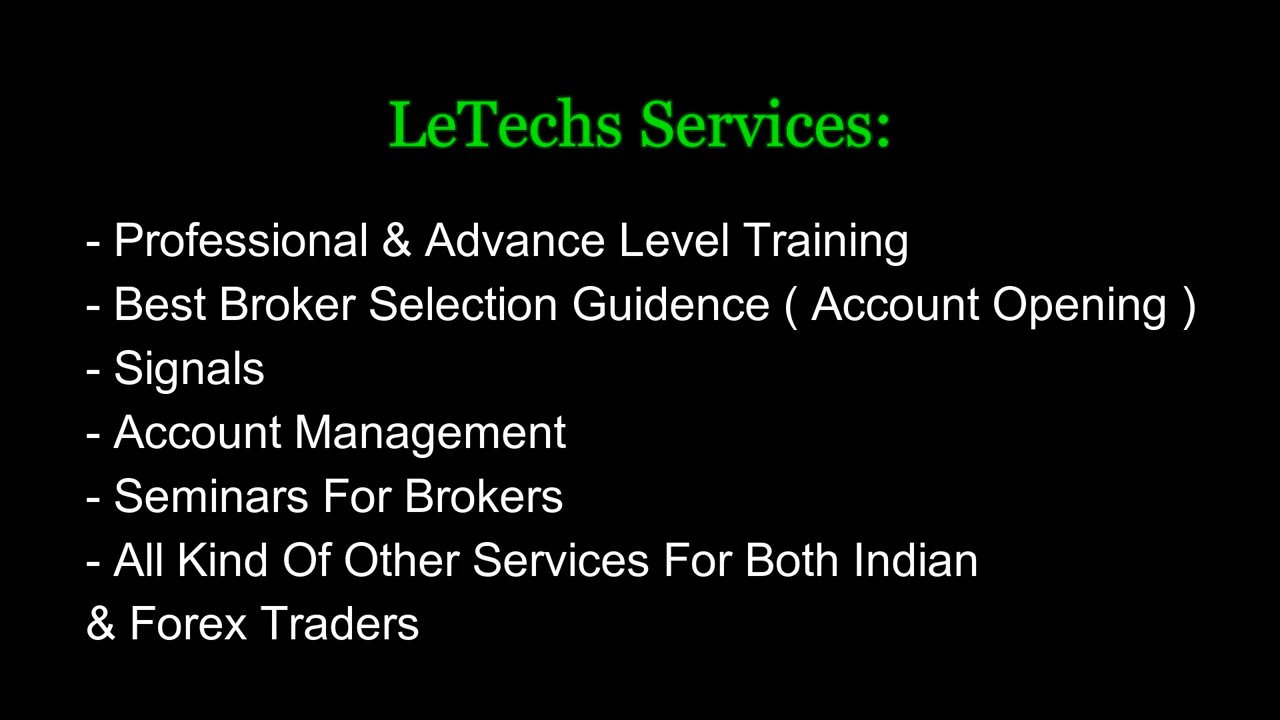 LeTechs Services:
- Professional & Advance Level Training
- Best Broker Selection Guidence ( Account Opening )
- Signals
- Account Management
- Seminars For Brokers
- All Kind Of Other Services For Both Indian
& Forex Traders